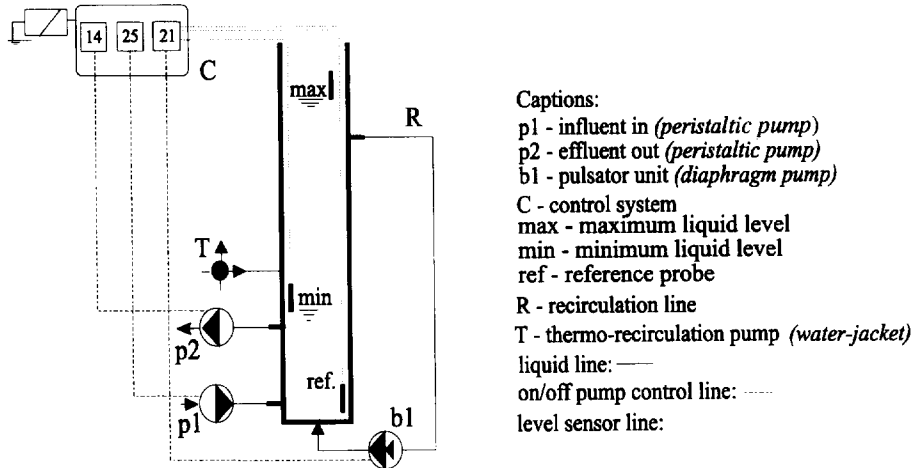 14 25 21
C
max
R
T
min
p2
ref.
p1
b1
Captions:
p1 - influent in (peristaltic pump)
p2 - effluent out (peristaltic pump)
b1 - pulsator unit (diaphragm pump)
C - control system
max - maximum liquid level
min - minimum liquid level
ref - reference probe
R - recirculation line
T - thermo-recirculation pump (water-jacket)
liquid line:
on/off pump control line:
level sensor line: